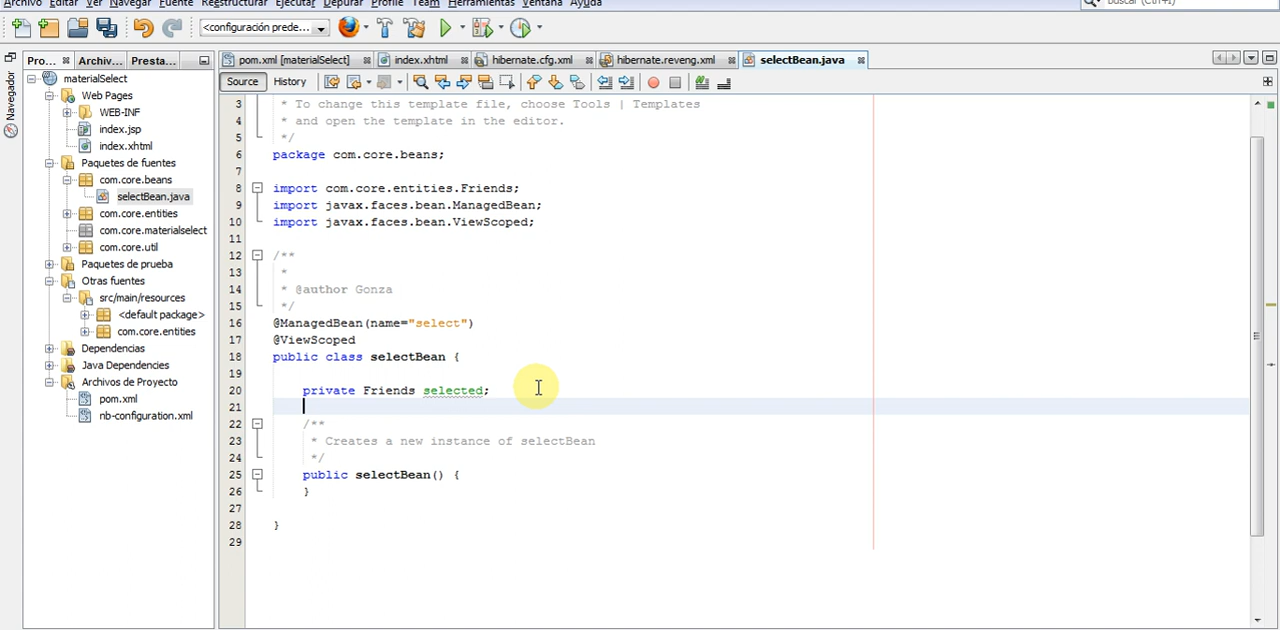 Archivo Editar Ver Navegar Fuente Reestructurar Ejecutar Depurar Profile Team Herramientas Ventana Ayuda
Buscar (Ctrl+I)
<configuración prede...
Pro... Archiv... Presta...
pom.xml [materialSelect] index.xhtml hibernate.cfg.xml hibernate.reveng.xml selectBean.java
Source History
Navegador
materialSelect
Web Pages
WEB-INF
index.jsp
index.xhtml
Paquetes de fuentes
com.core.beans
selectBean.java
com.core.entities
com.core.materialselect
com.core.util
Paquetes de prueba
Otras fuentes
src/main/resources
<default package>
com.core.entities
Dependencias
Java Dependencies
Archivos de Proyecto
pom.xml
nb-configuration.xml
3 * To change this template file, choose Tools | Templates
4 * and open the template in the editor.
5 */
6 package com.core.beans;
7
8 import com.core.entities.Friends;
9 import javax.faces.bean.ManagedBean;
10 import javax.faces.bean.ViewScoped;
11
12 /**
13 *
14 * @author Gonza
15 */
16 @ManagedBean(name="select")
17 @ViewScoped
18 public class selectBean {
19
20 private Friends selected;
21
22 /**
23 * Creates a new instance of selectBean
24 */
25 public selectBean() {
26 }
27
28 }
29